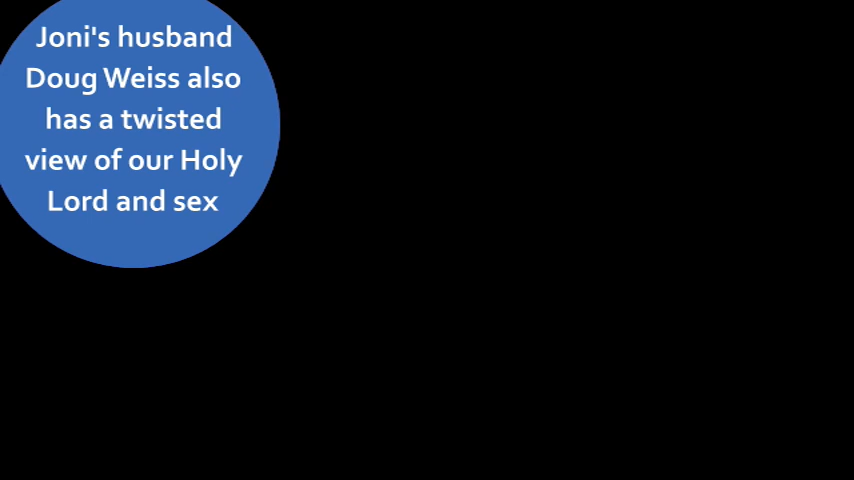 Joni's husband
Doug Weiss also
has a twisted
view of our Holy
Lord and sex